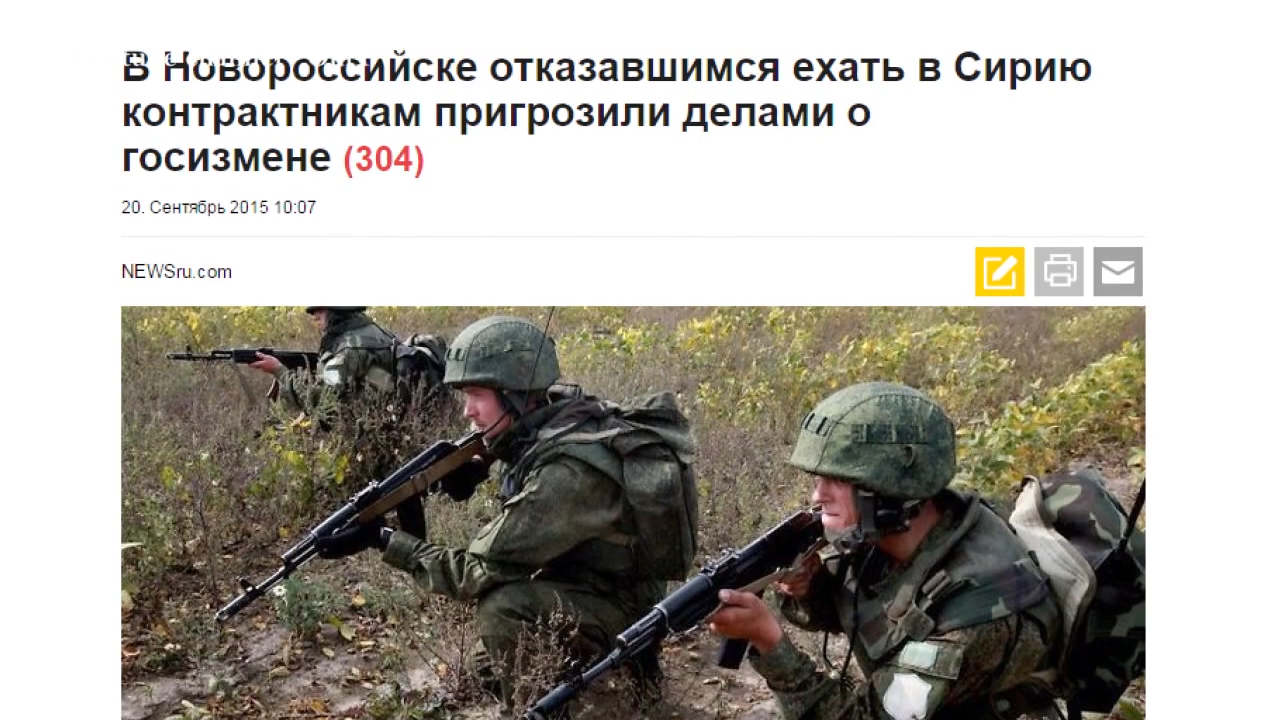 В Новороссийске отказавшимся ехать в Сирию
контрактникам пригрозили делами о
госизмене (304)
20. Сентябрь 2015 10:07
NEWSru.com